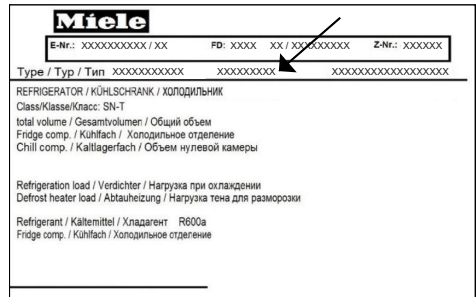 Miele
E-Nr.: XXXXXXXXXX / XX FD: XXXX XX / XXXXXXXX Z-Nr.: XXXXXX
Type / Typ / Тип XXXXXXXXXXX XXXXXXXXX XXXXXXXXXXXXXXXXXX
REFRIGERATOR / KÜHLSCHRANK / ХОЛОДИЛЬНИК
Class/Klasse/Класс: SN-T
total volume / Gesamtvolumen / Общий объем
Fridge comp. / Kühlfach / Холодильное отделение
Chill comp. / Kaltlagerfach / Объем нулевой камеры
Refrigeration load / Verdichter / Нагрузка при охлаждении
Defrost heater load / Abtauheizung / Нагрузка тена для разморозки
Refrigerant / Kältemittel / Хладагент R600a
Fridge comp. / Kühlfach / Холодильное отделение